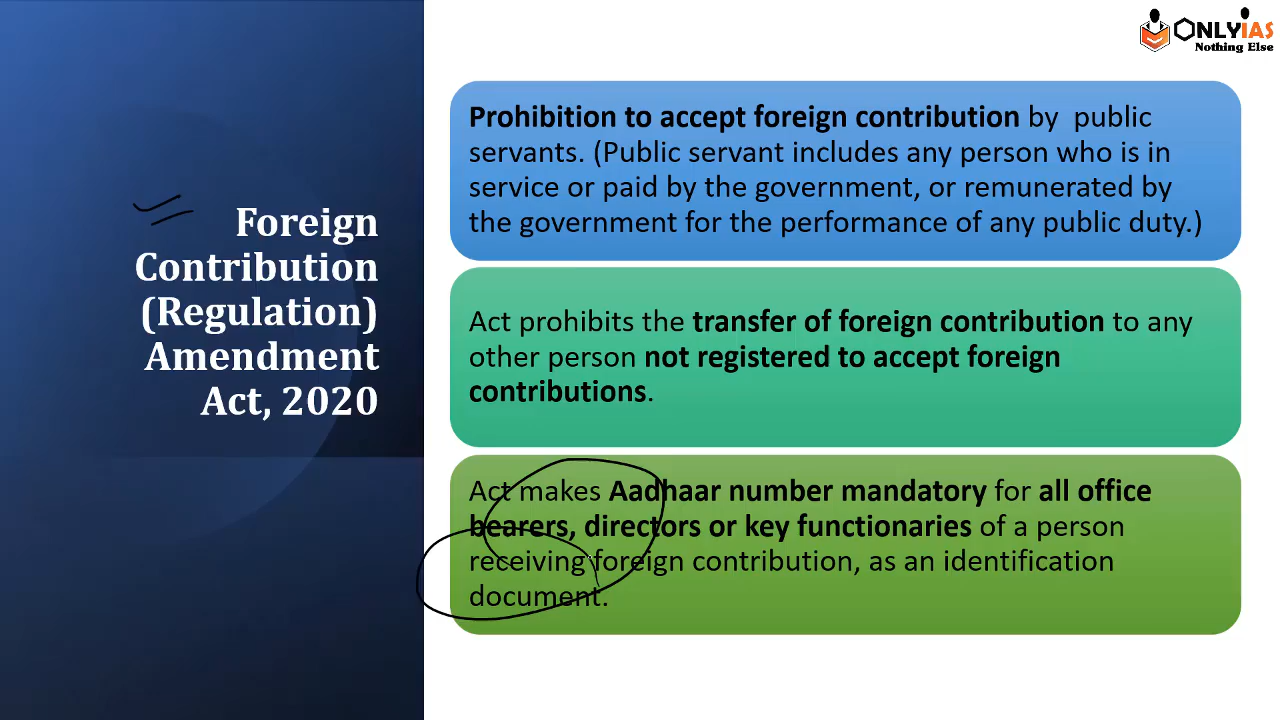 ONLYIAS
Nothing Else
Foreign
Contribution
(Regulation)
Amendment
Act, 2020
Prohibition to accept foreign contribution by public
servants. (Public servant includes any person who is in
service or paid by the government, or remunerated by
the government for the performance of any public duty.)
Act prohibits the transfer of foreign contribution to any
other person not registered to accept foreign
contributions.
Act makes Aadhaar number mandatory for all office
bearers, directors or key functionaries of a person
receiving foreign contribution, as an identification
document.